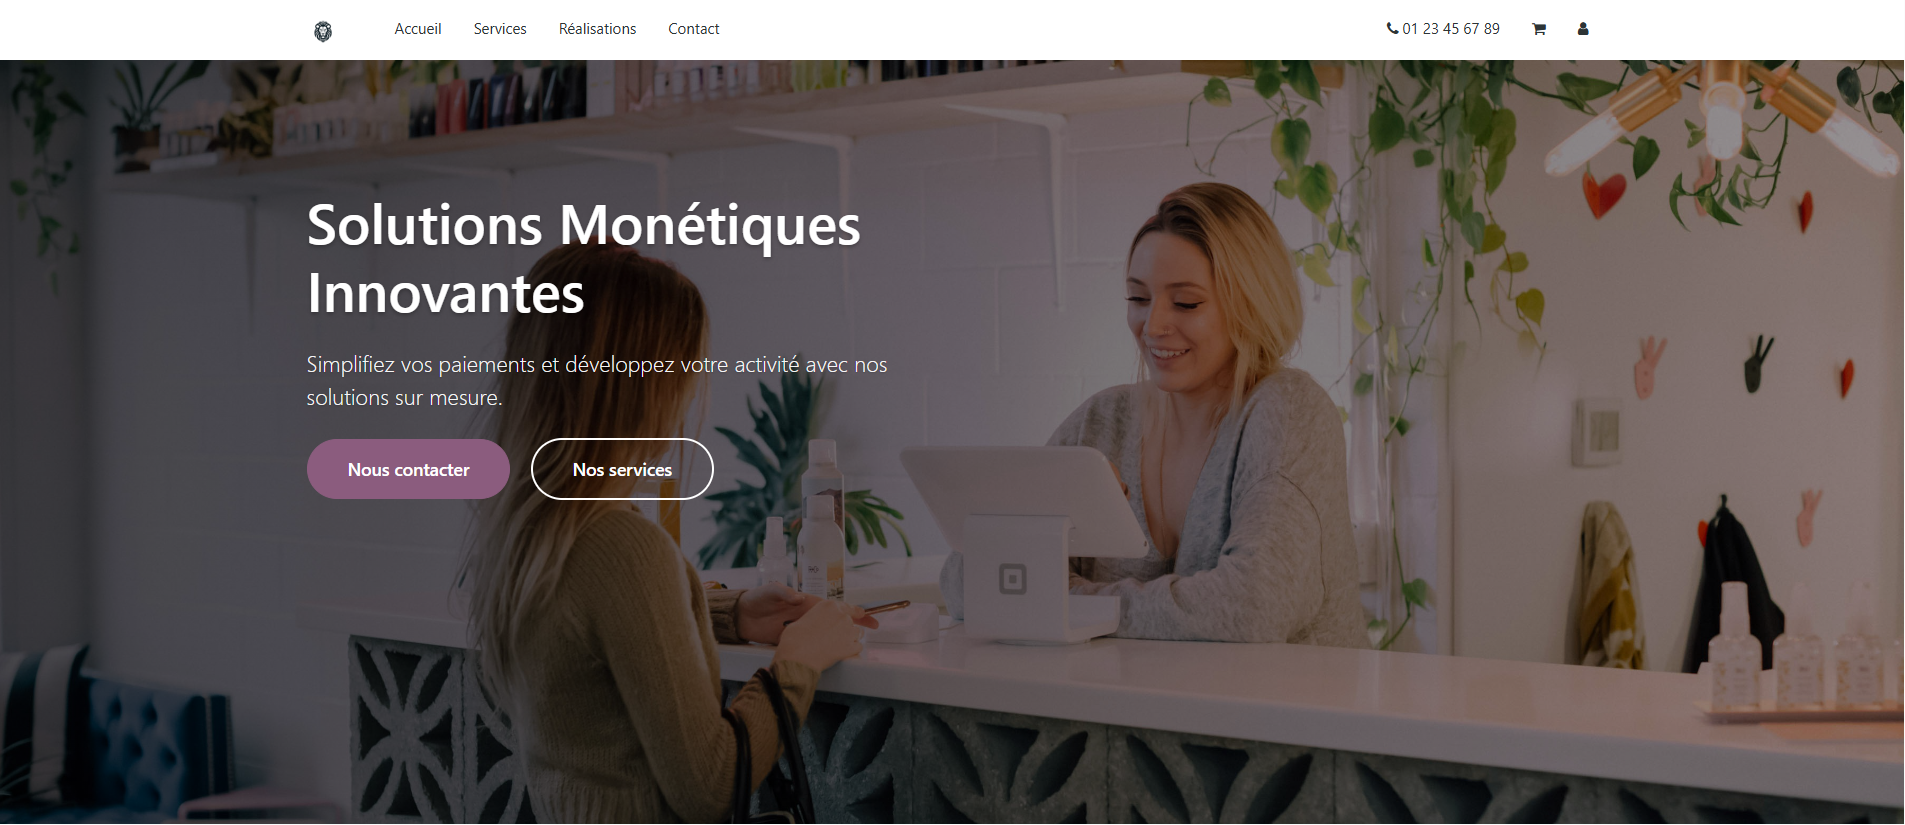 Accueil Services Réalisations Contact 01 23 45 67 89
Solutions Monétiques
Innovantes
Simplifiez vos paiements et développez votre activité avec nos
solutions sur mesure.
Nous contacter Nos services